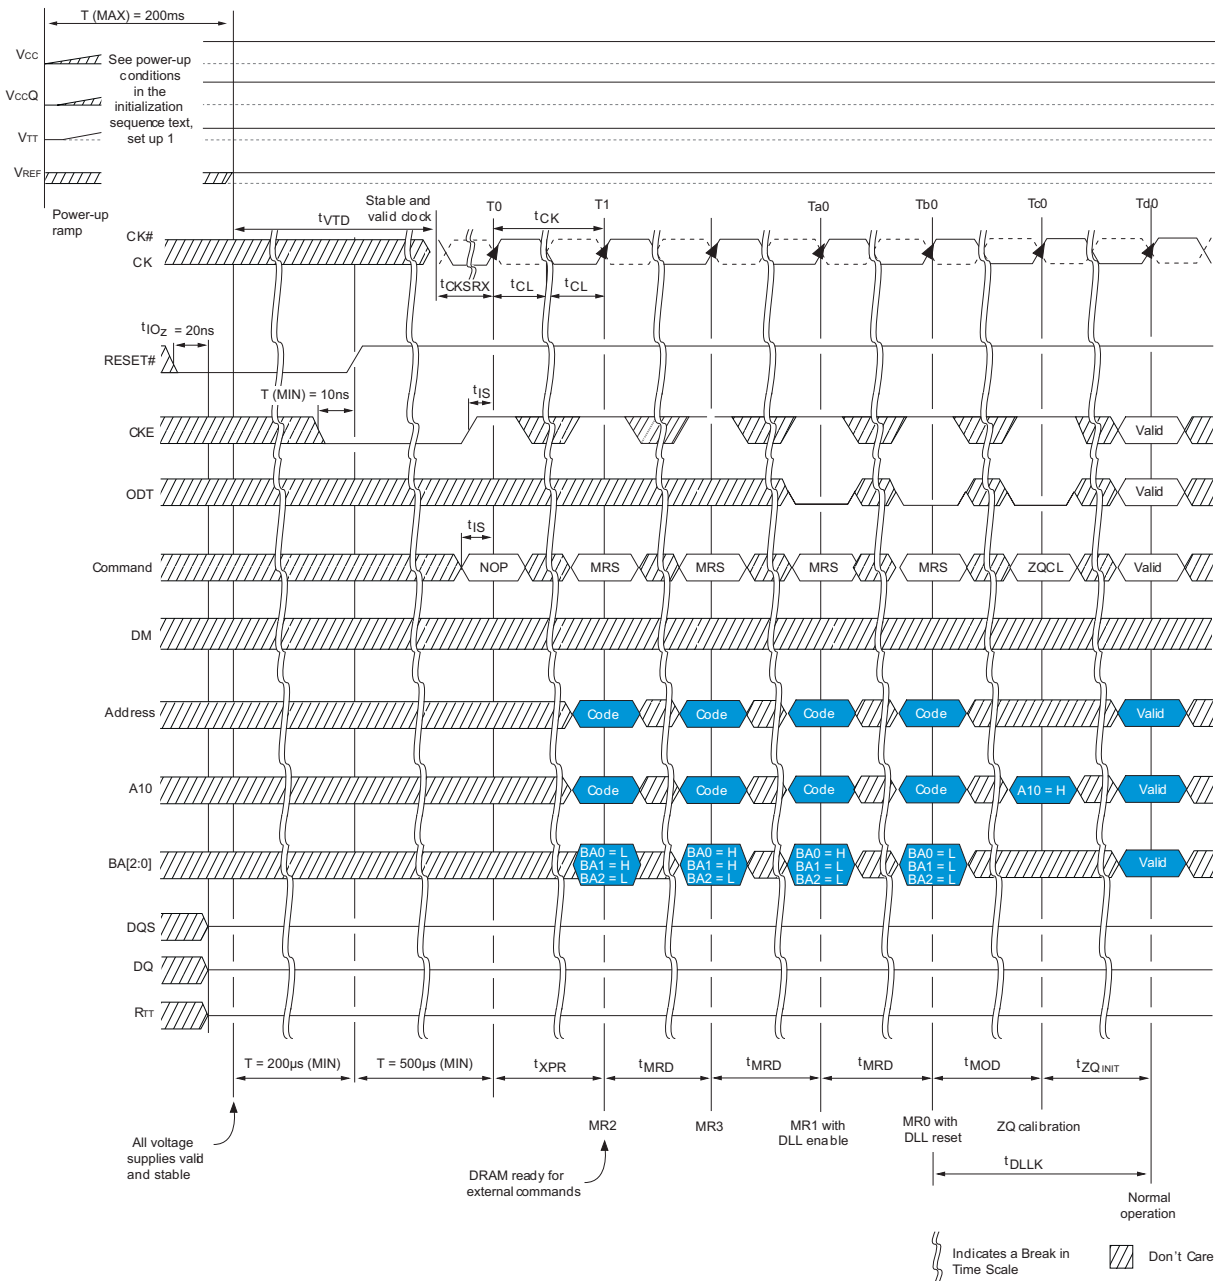 T (MAX) = 200ms
VCC
See power-up
conditions
in the
initialization
sequence text,
set up 1
VCCQ
VTT
VREF
Power-up
ramp
Stable and
valid clock
T0
tCK
T1
Ta0
Tb0
Tc0
Td0
tVTD
CK#
CK
tCKSRX
tCL
tCL
tIOz = 20ns
RESET#
T (MIN) = 10ns
tIS
CKE
Valid
ODT
Valid
tIS
Command
NOP
MRS
MRS
MRS
MRS
ZQCL
Valid
DM
Address
Code
Code
Code
Code
Valid
A10
Code
Code
Code
Code
A10 = H
Valid
BA[2:0]
BA0 = L
BA1 = H
BA2 = L
BA0 = H
BA1 = H
BA2 = L
BA0 = H
BA1 = L
BA2 = L
BA0 = L
BA1 = L
BA2 = L
Valid
DQS
DQ
RTT
T = 200µs (MIN)
T = 500µs (MIN)
tXPR
tMRD
tMRD
tMRD
tMOD
tZQINIT
All voltage
supplies valid
and stable
MR2
MR3
MR1 with
DLL enable
MR0 with
DLL reset
ZQ calibration
DRAM ready for
external commands
tDLLK
Normal
operation
Indicates a Break in
Time Scale
Don't Care